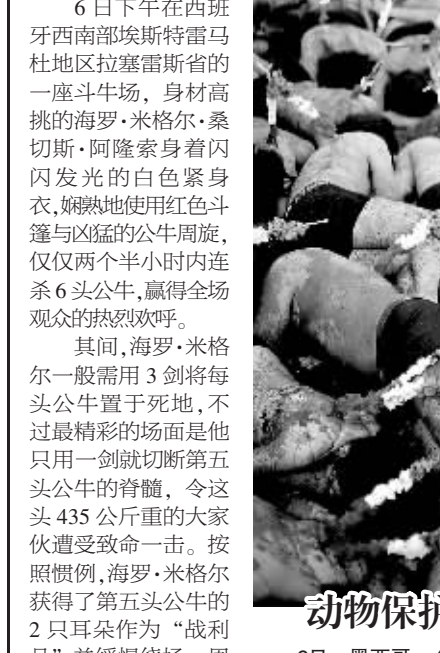 6日下午在西班
牙西南部埃斯特雷马
杜地区拉塞雷斯省的
一座斗牛场，身材高
挑的海罗·米格尔·桑
切斯·阿隆索身着闪
闪发光的白色紧身
衣,娴熟地使用红色斗
篷与凶猛的公牛周旋,
仅仅两个半小时内连
杀6头公牛,赢得全场
观众的热烈欢呼。
其间,海罗·米格
尔一般需用3剑将每
头公牛置于死地,不
过最精彩的场面是他
只用一剑就切断第五
头公牛的脊髓，令这
头435公斤重的大家
伙遭受致命一击。按
照惯例,海罗·米格尔
获得了第五头公牛的
2只耳朵作为“战利
动物保护